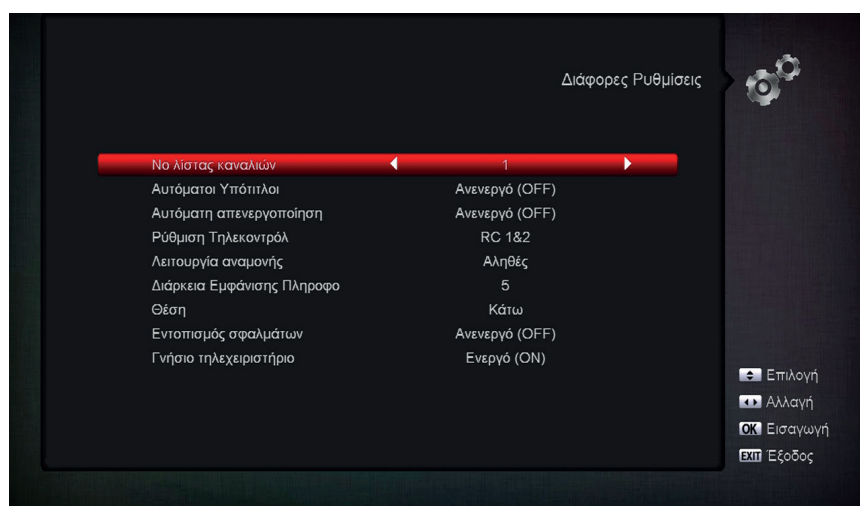 Διάφορες Ρυθμίσεις
Νο λίστας καναλιών 1
Αυτόματοι Υπότιτλοι Ανενεργό (OFF)
Αυτόματη απενεργοποίηση Ανενεργό (OFF)
Ρύθμιση Τηλεκοντρόλ RC 1&2
Λειτουργία αναμονής Αληθές
Διάρκεια Εμφάνισης Πληροφο 5
Θέση Κάτω
Εντοπισμός σφαλμάτων Ανενεργό (OFF)
Γνήσιο τηλεχειριστήριο Ενεργό (ON)
Επιλογή
Αλλαγή
OK Εισαγωγή
EXIT Έξοδος